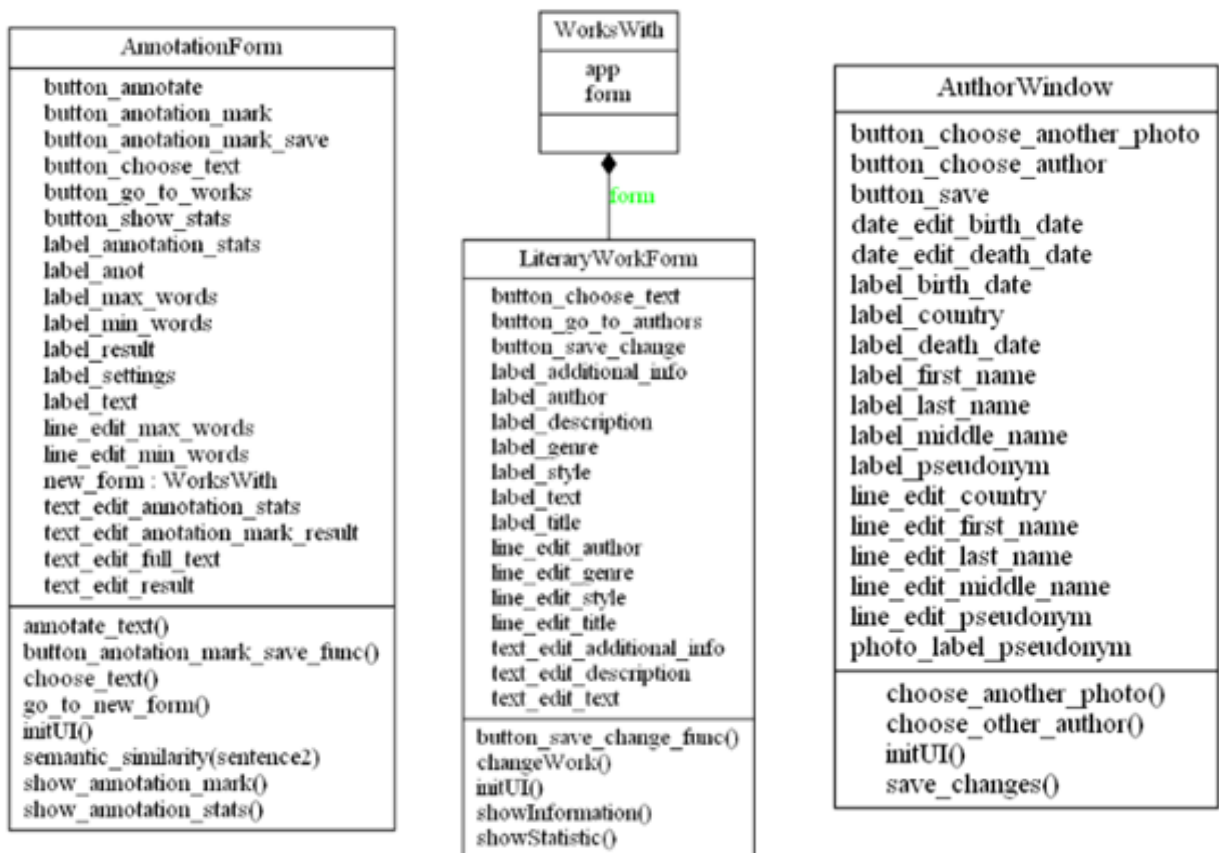 AnnotationForm
button_annotate
button_anotation_mark
button_anotation_mark_save
button_choose_text
button_go_to_works
button_show_stats
label_annotation_stats
label_anot
label_max_words
label_min_words
label_result
label_settings
label_text
line_edit_max_words
line_edit_min_words
new_form : WorksWith
text_edit_annotation_stats
text_edit_anotation_mark_result
text_edit_full_text
text_edit_result
annotate_text()
button_anotation_mark_save_func()
choose_text()
go_to_new_form()
initUI()
semantic_similarity(sentence2)
show_annotation_mark()
show_annotation_stats()
WorksWith
app
form
form
LiteraryWorkForm
button_choose_text
button_go_to_authors
button_save_change
label_additional_info
label_author
label_description
label_genre
label_style
label_text
label_title
line_edit_author
line_edit_genre
line_edit_style
line_edit_title
text_edit_additional_info
text_edit_description
text_edit_text
button_save_change_func()
changeWork()
initUI()
showInformation()
showStatistic()
AuthorWindow
button_choose_another_photo
button_choose_author
button_save
date_edit_birth_date
date_edit_death_date
label_birth_date
label_country
label_death_date
label_first_name
label_last_name
label_middle_name
label_pseudonym
line_edit_country
line_edit_first_name
line_edit_last_name
line_edit_middle_name
line_edit_pseudonym
photo_label_pseudonym
choose_another_photo()
choose_other_author()
initUI()
save_changes()